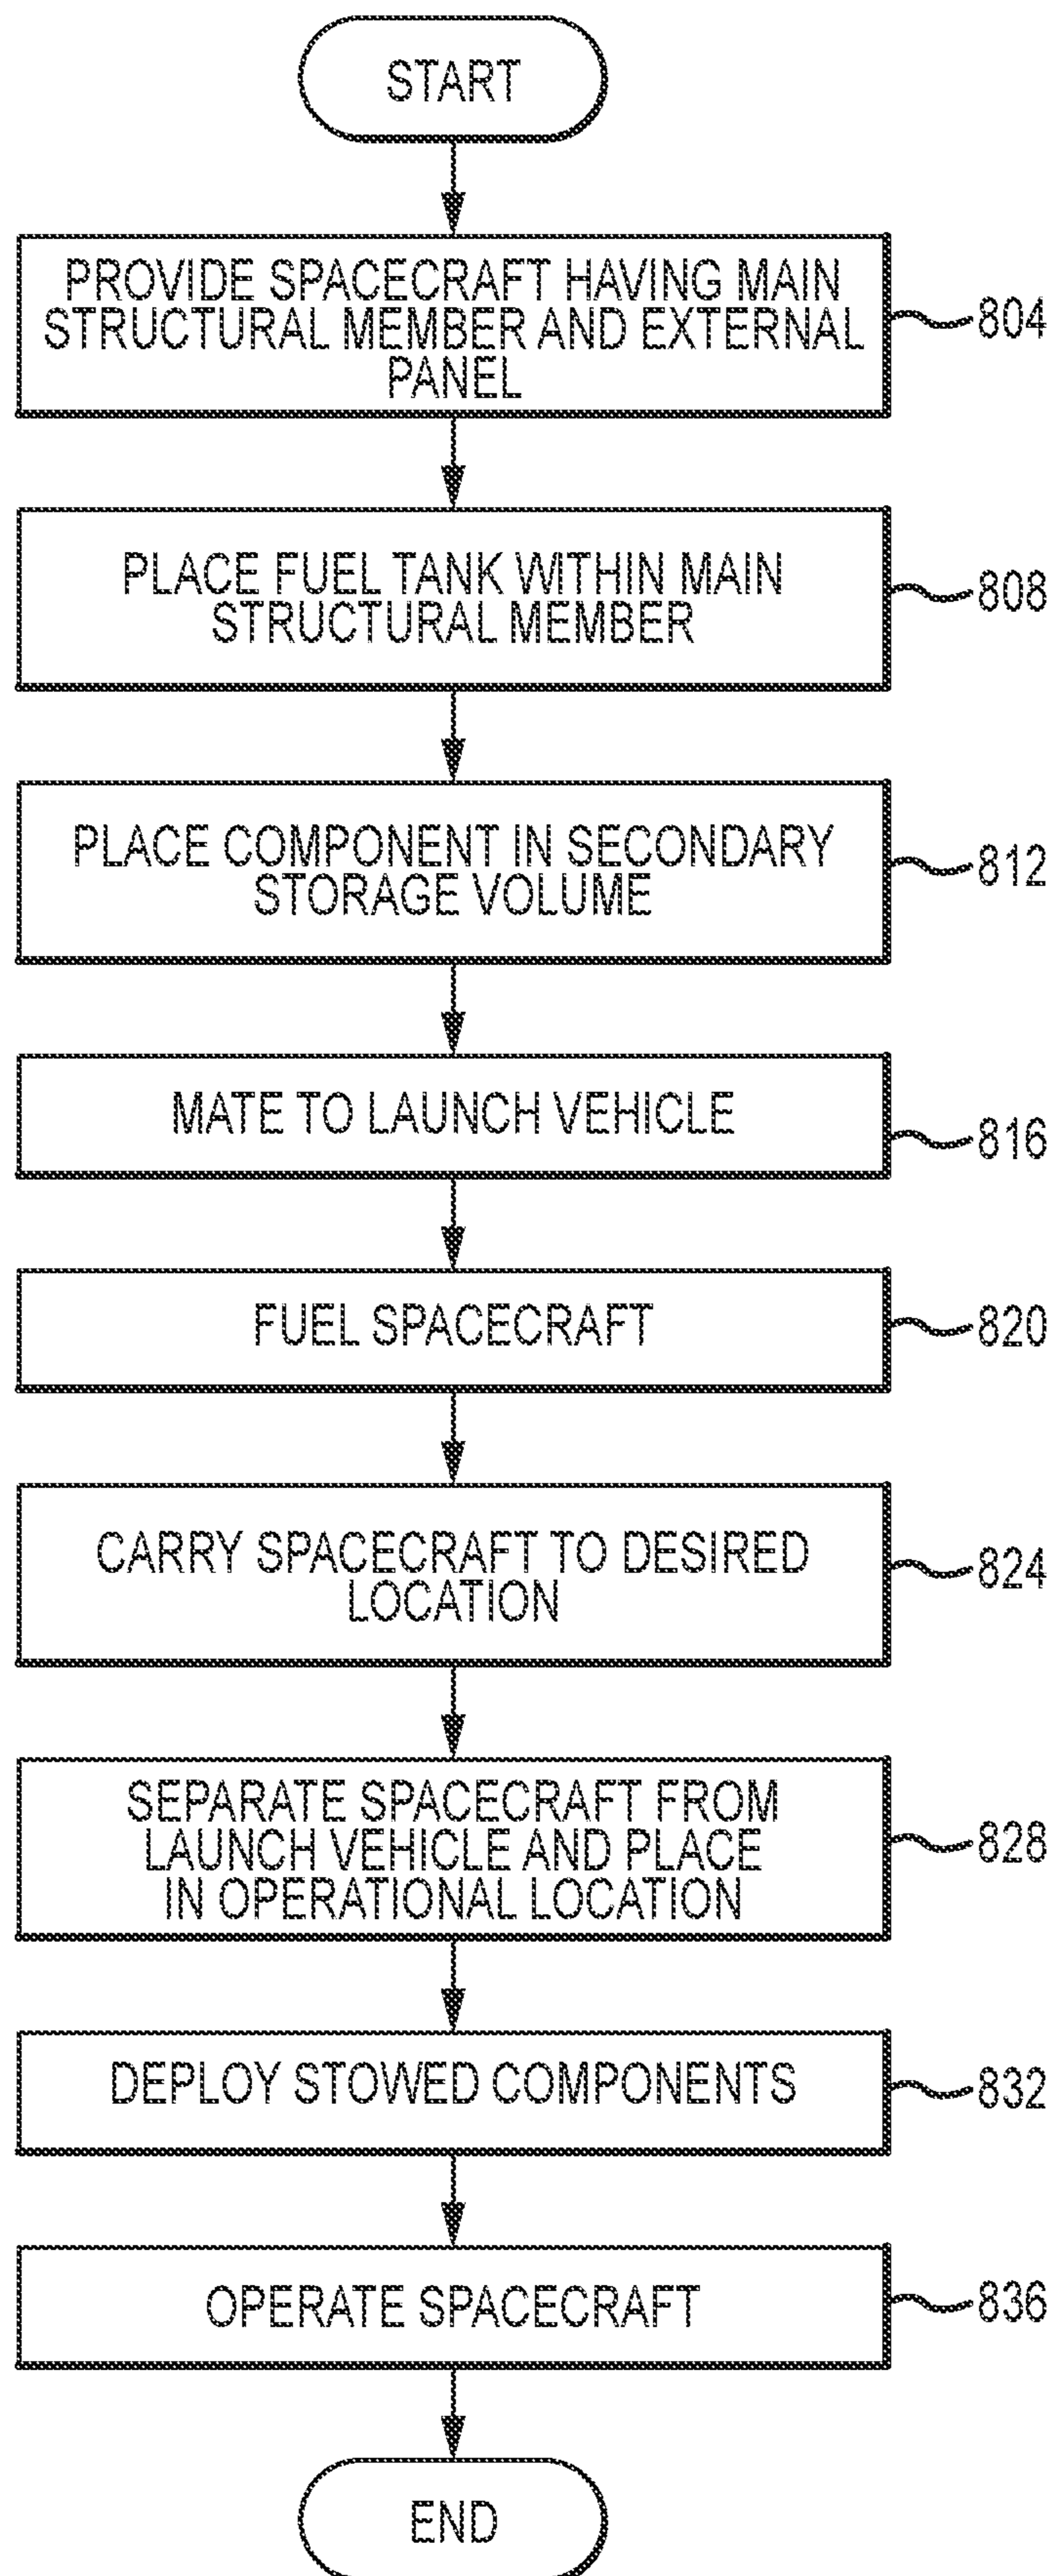 START
PROVIDE SPACECRAFT HAVING MAIN
STRUCTURAL MEMBER AND EXTERNAL
PANEL
804
PLACE FUEL TANK WITHIN MAIN
STRUCTURAL MEMBER
808
PLACE COMPONENT IN SECONDARY
STORAGE VOLUME
812
MATE TO LAUNCH VEHICLE
816
FUEL SPACECRAFT
820
CARRY SPACECRAFT TO DESIRED
LOCATION
824
SEPARATE SPACECRAFT FROM
LAUNCH VEHICLE AND PLACE
IN OPERATIONAL LOCATION
828
DEPLOY STOWED COMPONENTS
832
OPERATE SPACECRAFT
836
END